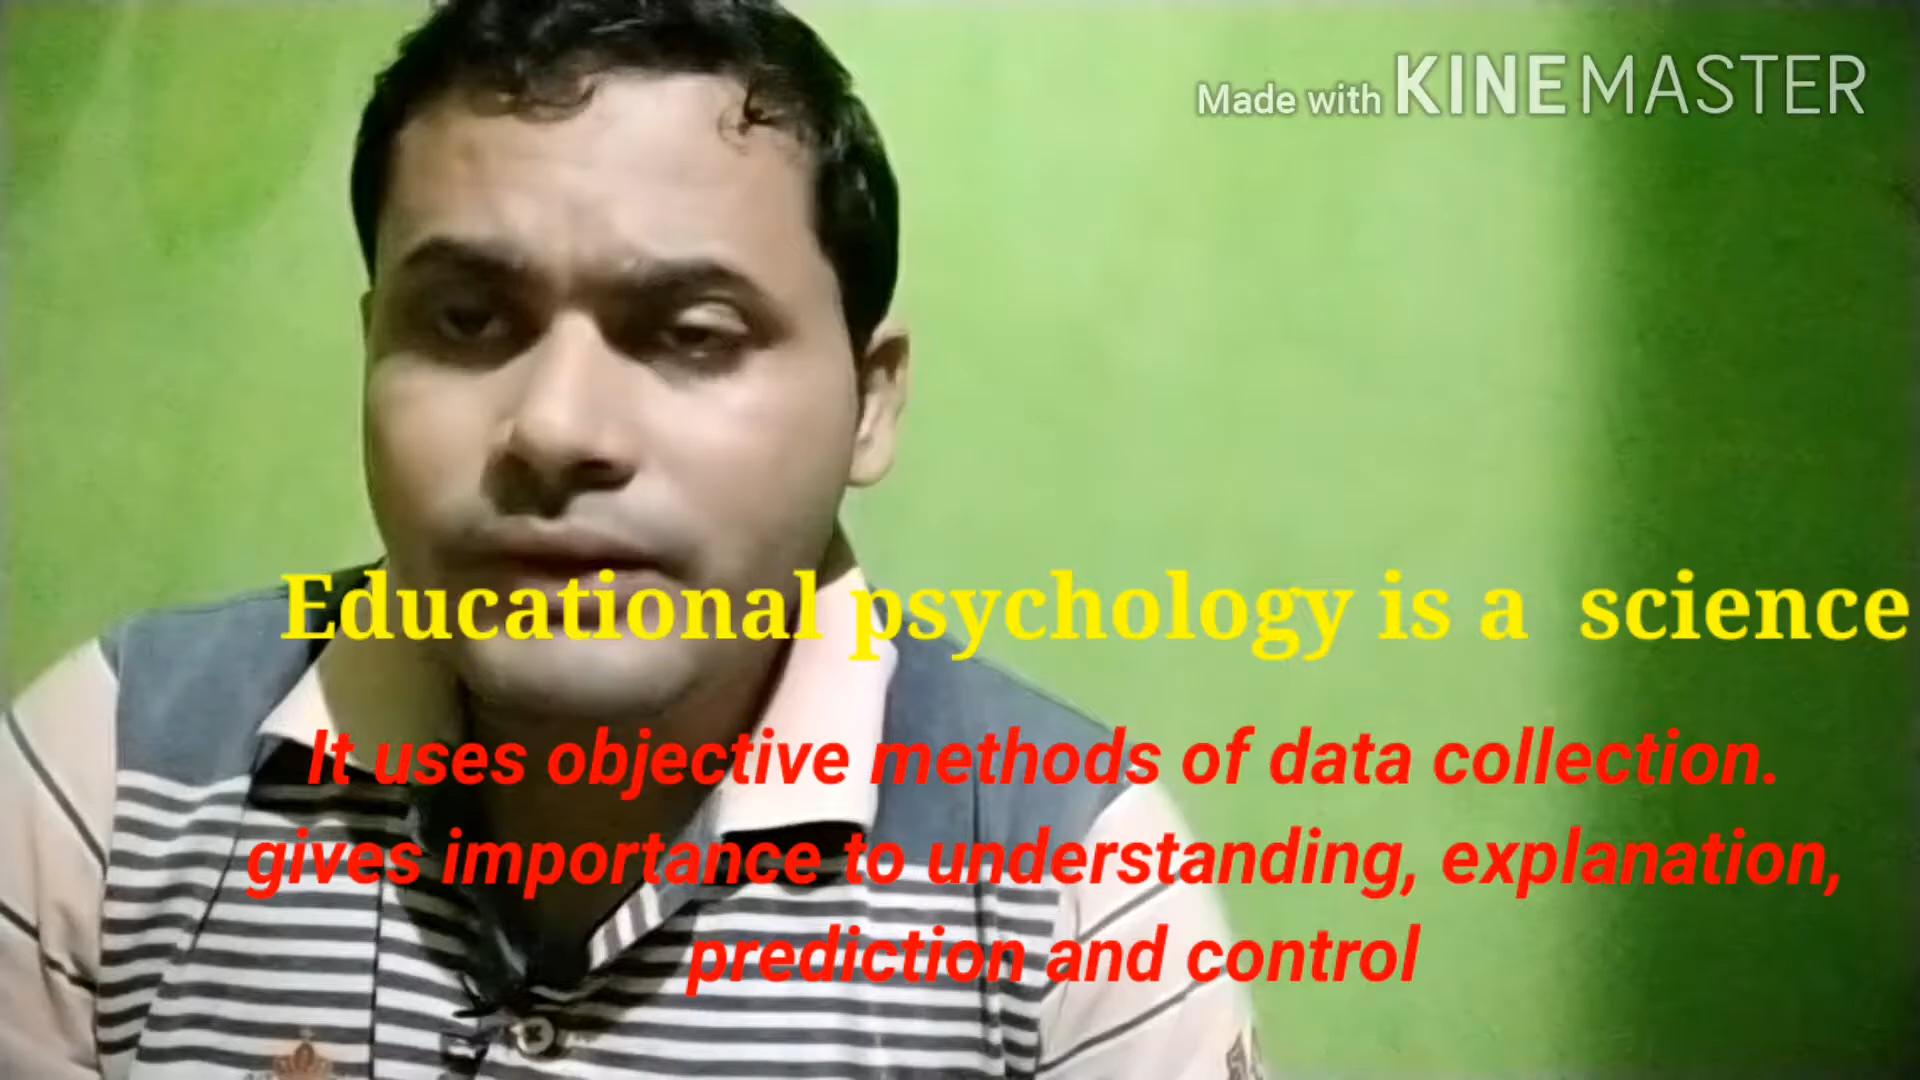 Made with KINEMASTER
Educational psychology is a science
It uses objective methods of data collection.
gives importance to understanding, explanation,
prediction and control